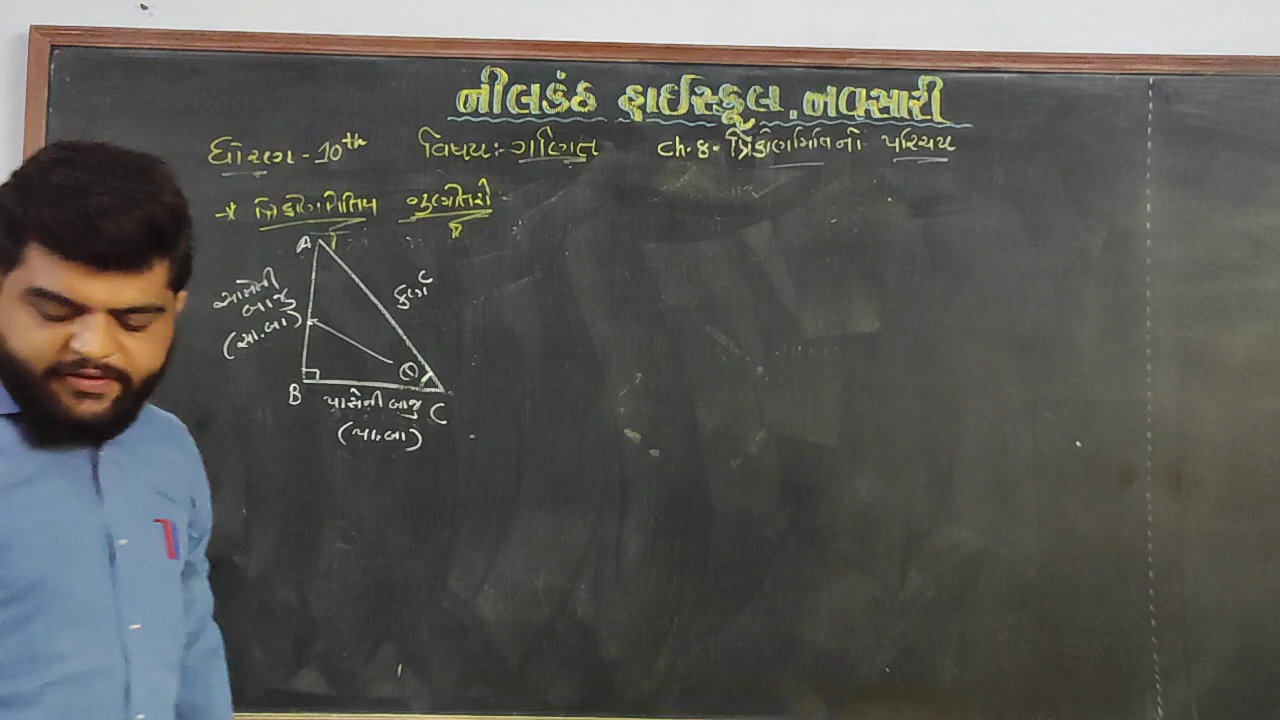 નીલકંઠ હાઈસ્કૂલ.નવસારી
ધોરણ - 10th વિષય:- ગણિત Ch-8- ત્રિકોણમિતિનો પરિચય
* ત્રિકોણમિતિય ગુણોત્તરો
A
સામેની
બાજુ
(સા.બા)
કર્ણ
θ
B પાસેની બાજુ C
(પા.બા)